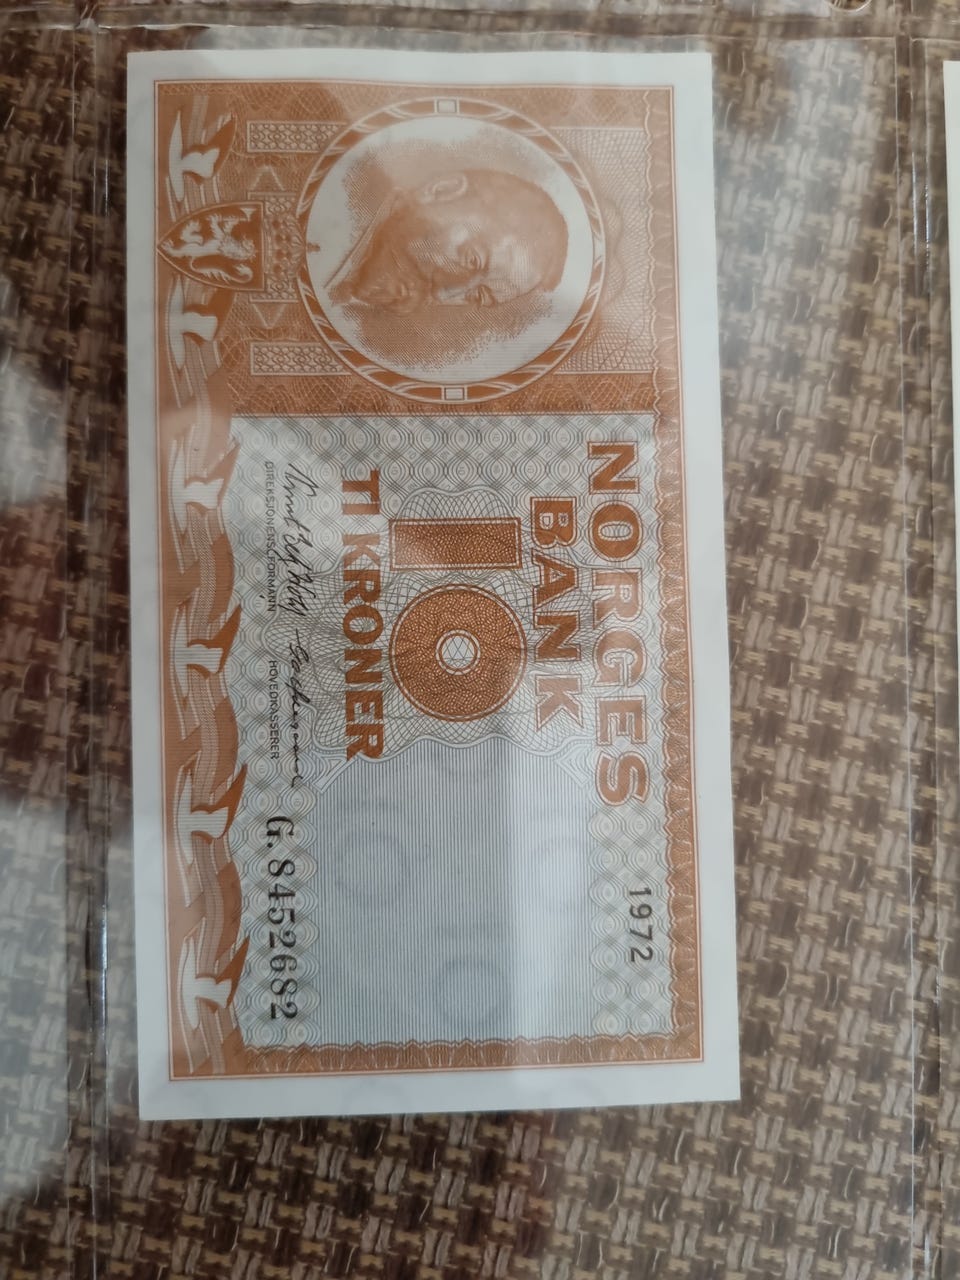 NORGES
BANK
1972
10
TI KRONER
DIREKSJONENS FORMANN
HOVEDKASSERER
G. 8452682